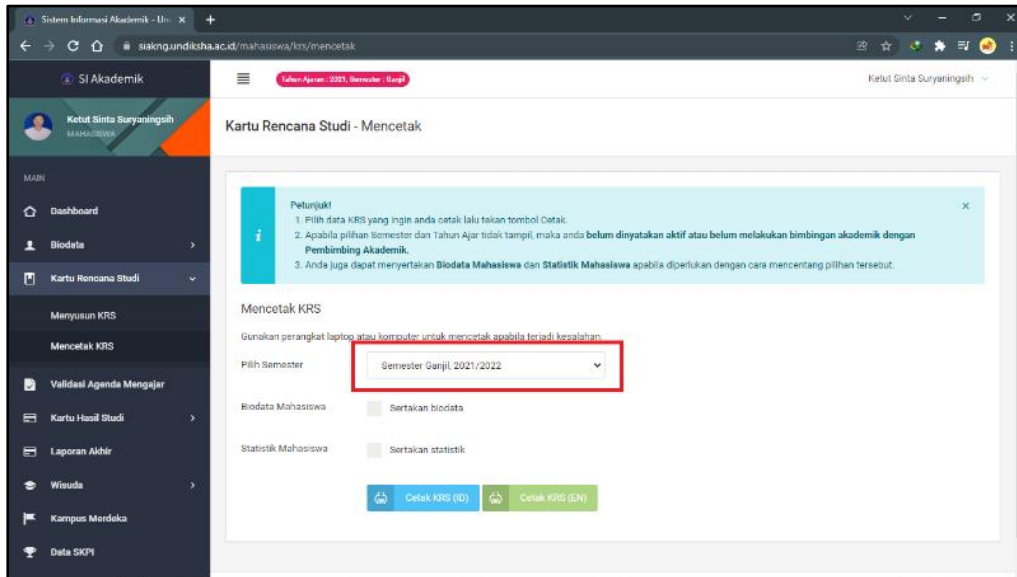 Sistem Informasi Akademik - Un
siakng.undiksha.ac.id/mahasiswa/krs/mencetak
SI Akademik
Tahun Ajaran : 2021, Semester : Ganjil
Ketut Sinta Suryaningsih
Ketut Sinta Suryaningsih
MAHASISWA
Kartu Rencana Studi - Mencetak
MAIN
Dashboard
Biodata
Kartu Rencana Studi
Menyusun KRS
Mencetak KRS
Validasi Agenda Mengajar
Kartu Hasil Studi
Laporan Akhir
Wisuda
Kampus Merdeka
Data SKPI
Petunjuk!
1. Pilih data KRS yang ingin anda cetak lalu tekan tombol Cetak.
2. Apabila pilihan Semester dan Tahun Ajar tidak tampil, maka anda belum dinyatakan aktif atau belum melakukan bimbingan akademik dengan
Pembimbing Akademik.
3. Anda juga dapat menyertakan Biodata Mahasiswa dan Statistik Mahasiswa apabila diperlukan dengan cara mencentang pilihan tersebut.
Mencetak KRS
Gunakan perangkat laptop atau komputer untuk mencetak apabila terjadi kesalahan.
Pilih Semester
Semester Ganjil, 2021/2022
Biodata Mahasiswa
Sertakan biodata
Statistik Mahasiswa
Sertakan statistik
Cetak KRS (ID)
Cetak KRS (EN)